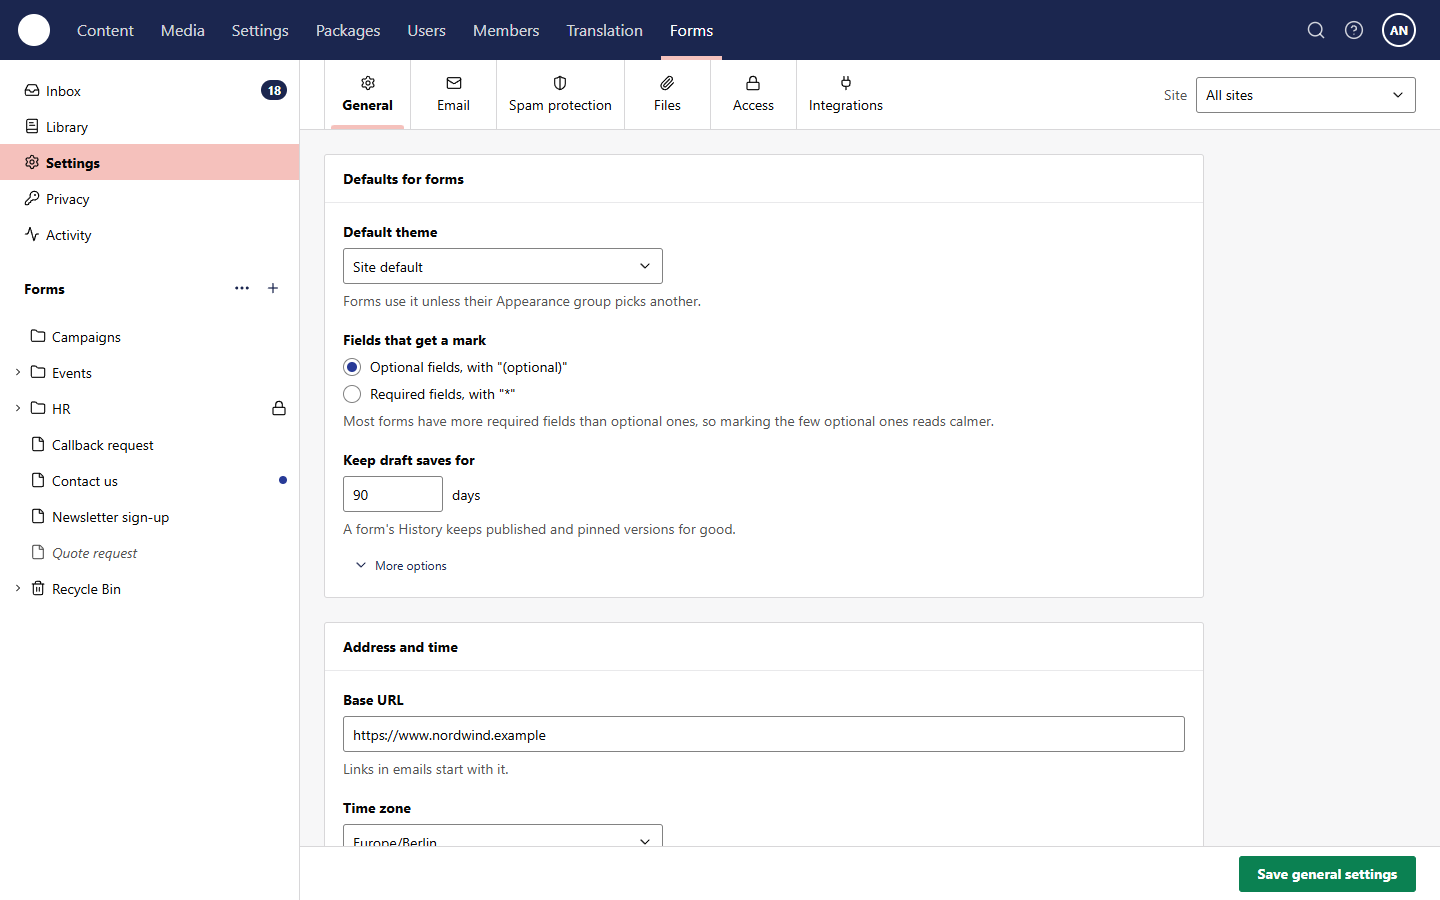 Content
Media
Settings
Packages
Users
Members
Translation
Forms
AN
Inbox
18
Library
Settings
Privacy
Activity
Forms
Campaigns
Events
HR
Callback request
Contact us
Newsletter sign-up
Quote request
Recycle Bin
General
Email
Spam protection
Files
Access
Integrations
Site
All sites
Defaults for forms
Default theme
Site default
Forms use it unless their Appearance group picks another.
Fields that get a mark
Optional fields, with "(optional)"
Required fields, with "*"
Most forms have more required fields than optional ones, so marking the few optional ones reads calmer.
Keep draft saves for
90 days
A form's History keeps published and pinned versions for good.
More options
Address and time
Base URL
https://www.nordwind.example
Links in emails start with it.
Time zone
Europe/Berlin
Save general settings